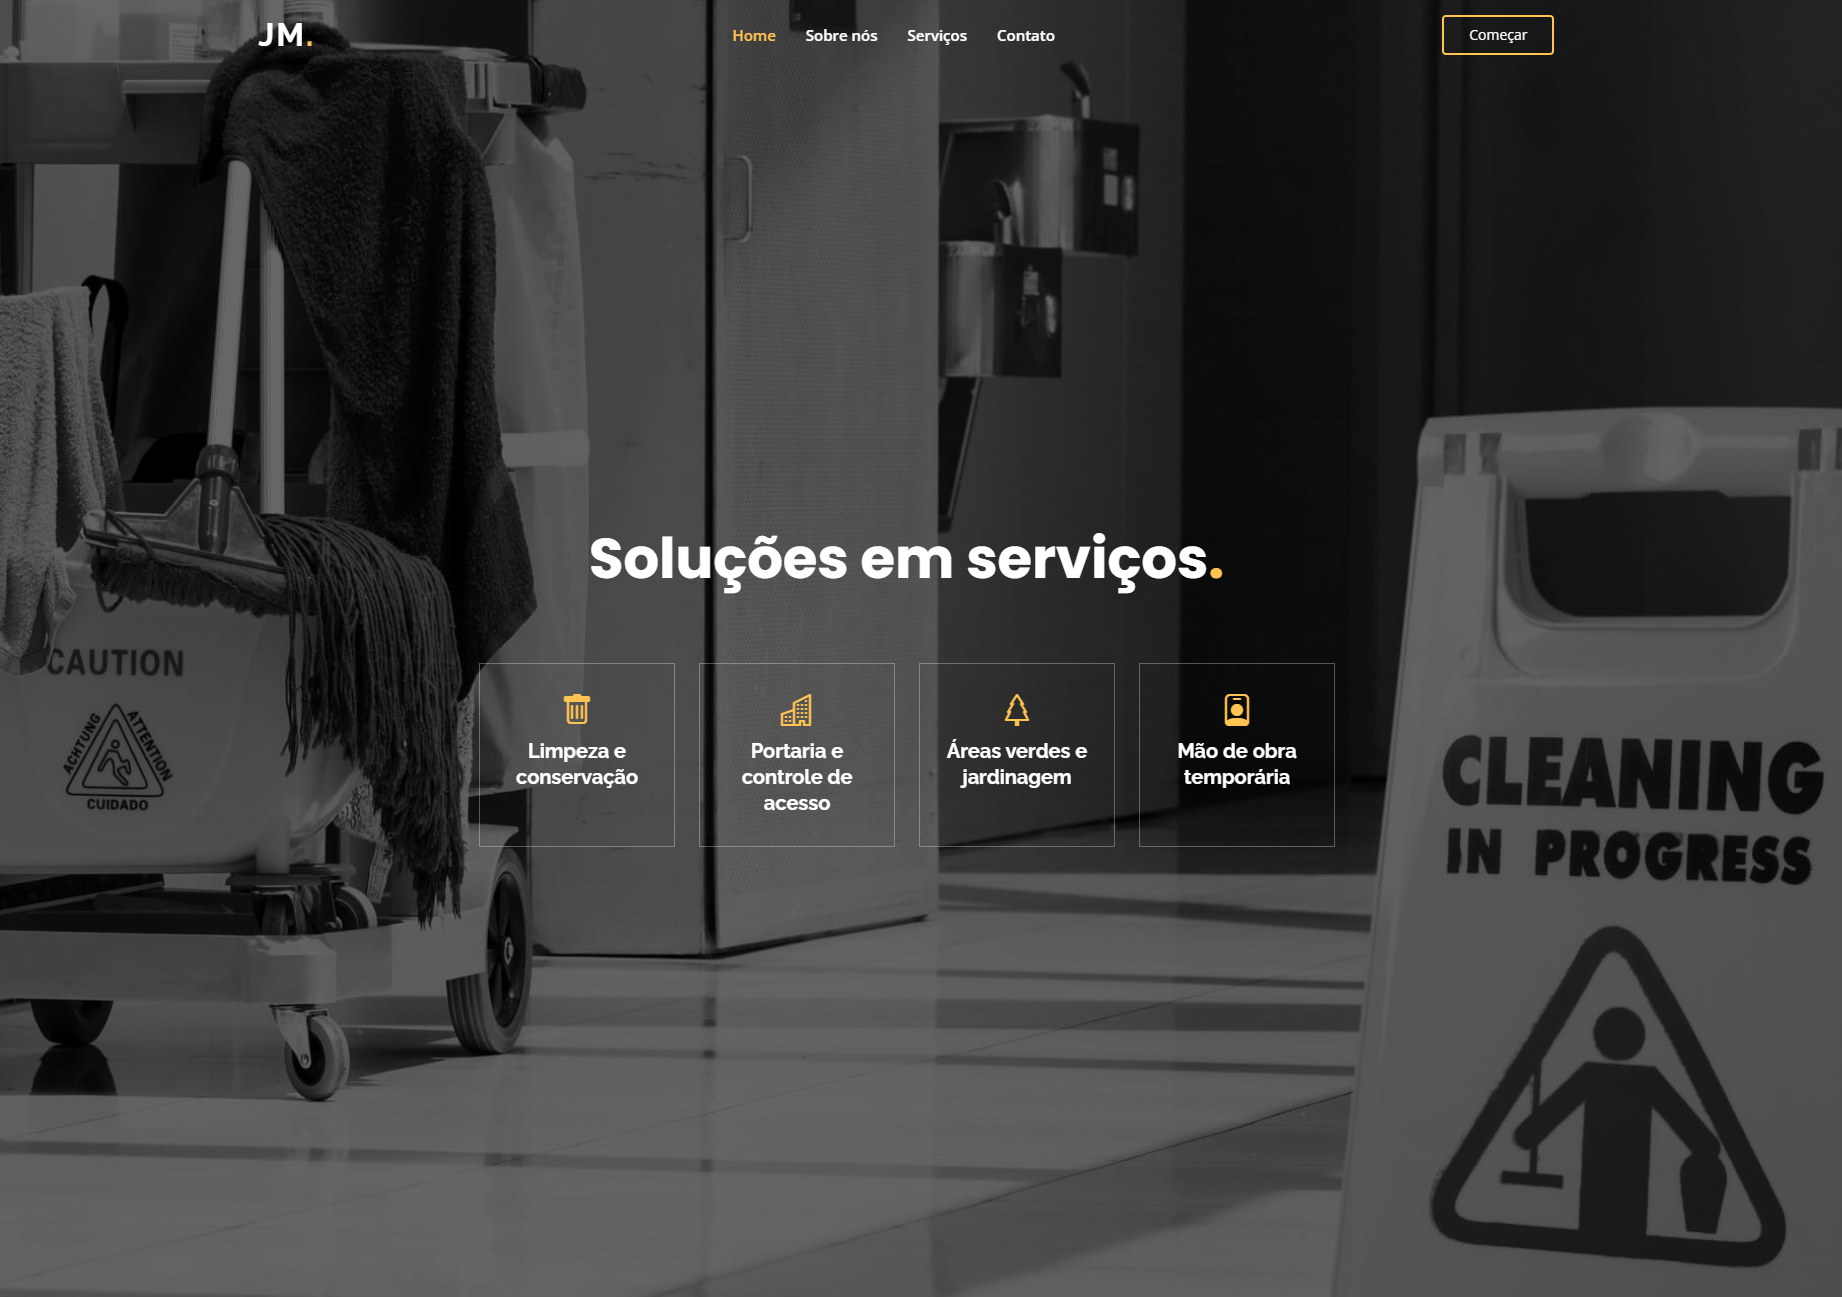 JM.
Home Sobre nós Serviços Contato
Começar
Soluções em serviços.
Limpeza e
conservação
Portaria e
controle de
acesso
Áreas verdes e
jardinagem
Mão de obra
temporária
CAUTION
ACHTUNG
ATTENTION
CUIDADO
CLEANING
IN PROGRESS